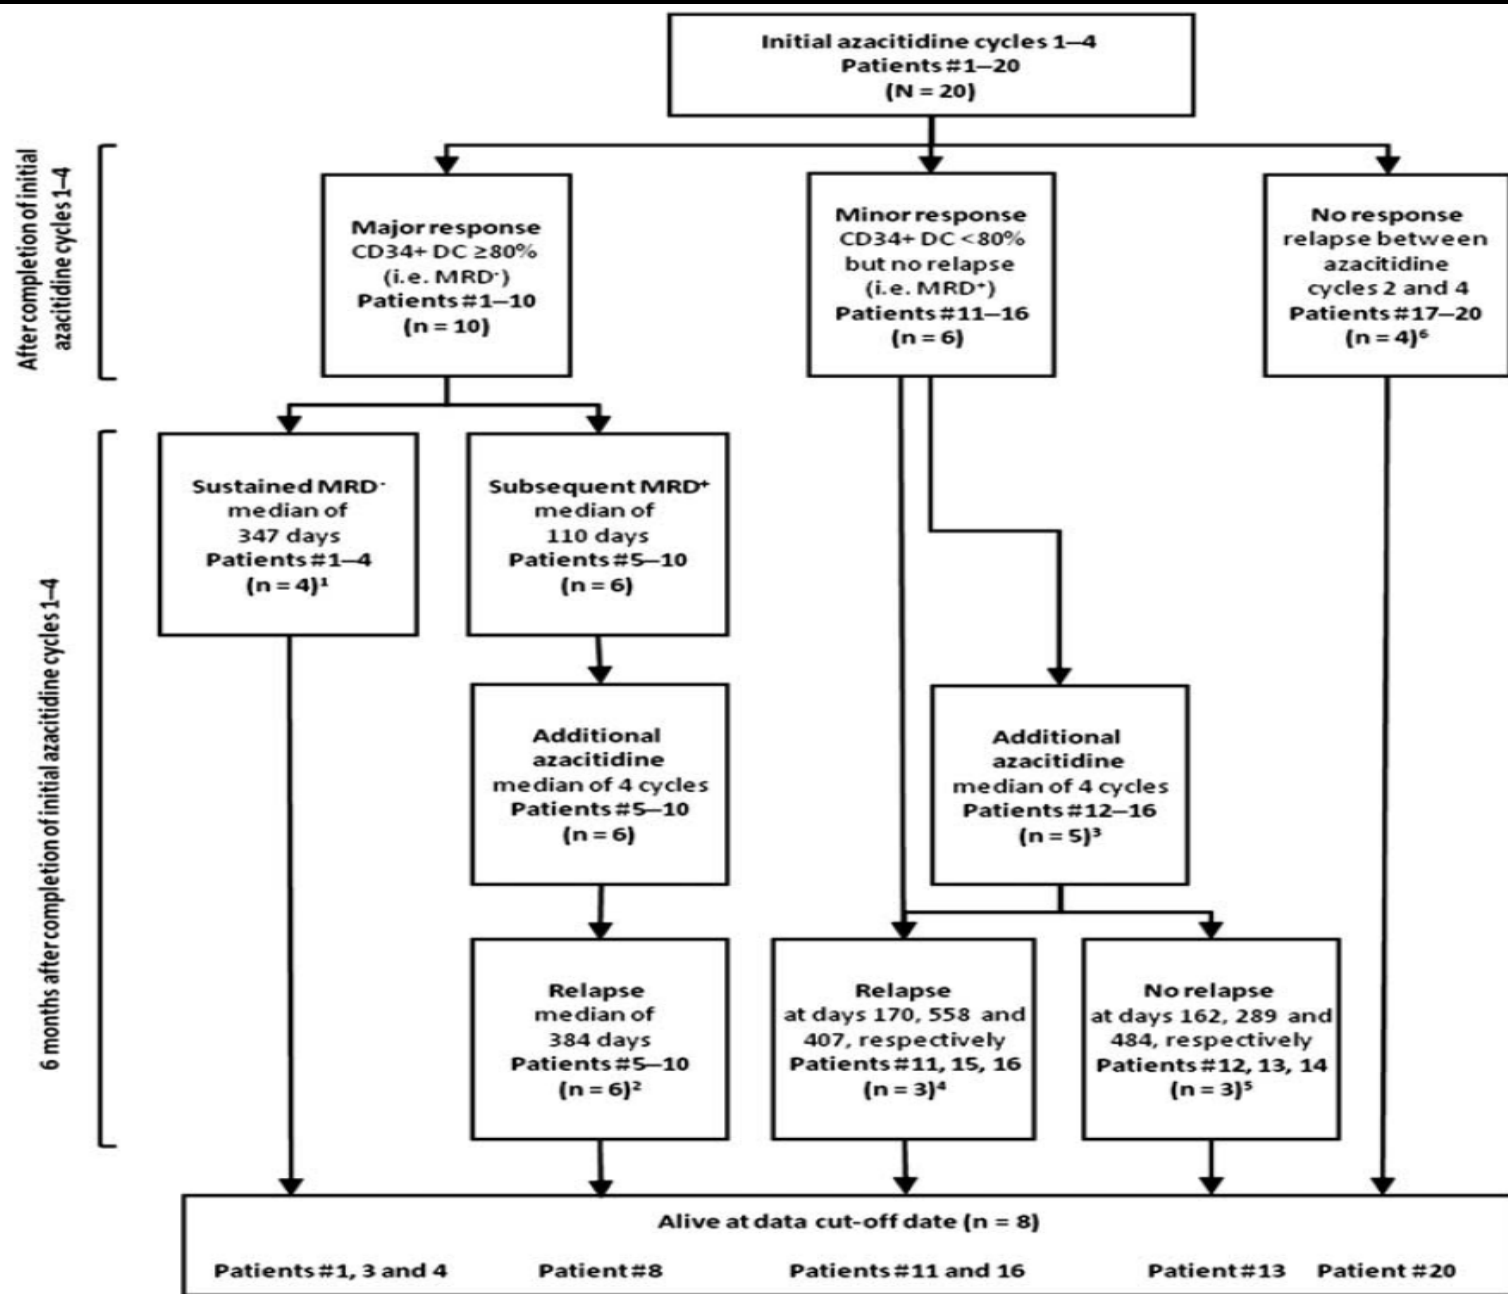 Initial azacitidine cycles 1–4
Patients #1–20
(N = 20)
After completion of initial
azacitidine cycles 1–4
Major response
CD34+ DC ≥80%
(i.e. MRD⁻)
Patients #1–10
(n = 10)
Minor response
CD34+ DC <80%
but no relapse
(i.e. MRD⁺)
Patients #11–16
(n = 6)
No response
relapse between
azacitidine
cycles 2 and 4
Patients #17–20
(n = 4)⁶
6 months after completion of initial azacitidine cycles 1–4
Sustained MRD⁻
median of
347 days
Patients #1–4
(n = 4)¹
Subsequent MRD⁺
median of
110 days
Patients #5–10
(n = 6)
Additional
azacitidine
median of 4 cycles
Patients #5–10
(n = 6)
Additional
azacitidine
median of 4 cycles
Patients #12–16
(n = 5)³
Relapse
median of
384 days
Patients #5–10
(n = 6)²
Relapse
at days 170, 558 and
407, respectively
Patients #11, 15, 16
(n = 3)⁴
No relapse
at days 162, 289 and
484, respectively
Patients #12, 13, 14
(n = 3)⁵
Alive at data cut-off date (n = 8)
Patients #1, 3 and 4
Patient #8
Patients #11 and 16
Patient #13
Patient #20